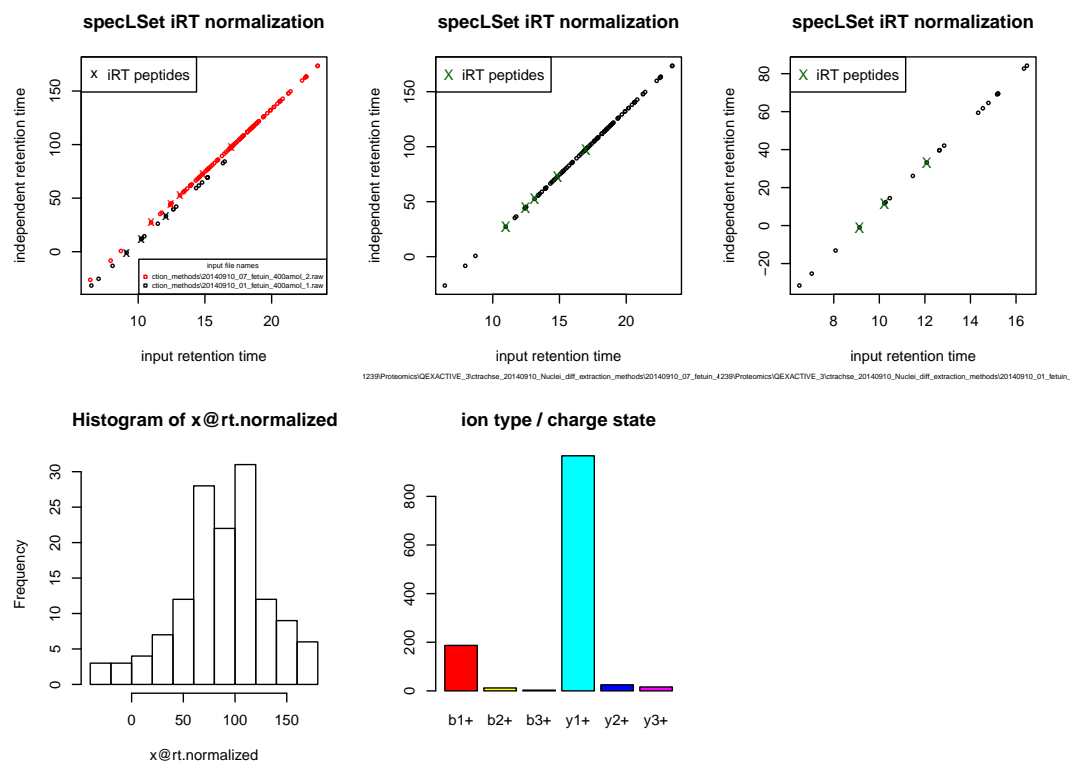 specLSet iRT normalization
x iRT peptides
independent retention time
0 50 100 150
10 15 20
input retention time
input file names
ction_methods\20140910_07_fetuin_400amol_2.raw
ction_methods\20140910_01_fetuin_400amol_1.raw
specLSet iRT normalization
X iRT peptides
independent retention time
0 50 100 150
10 15 20
input retention time
1239\Proteomics\QEXACTIVE_3\ctrachse_20140910_Nuclei_diff_extraction_methods\20140910_07_fetuin_4
specLSet iRT normalization
X iRT peptides
independent retention time
−20 0 20 40 60 80
8 10 12 14 16
input retention time
239\Proteomics\QEXACTIVE_3\ctrachse_20140910_Nuclei_diff_extraction_methods\20140910_01_fetuin_
Histogram of x@rt.normalized
Frequency
0 5 10 15 20 25 30
0 50 100 150
x@rt.normalized
ion type / charge state
0 200 400 600 800
b1+ b2+ b3+ y1+ y2+ y3+